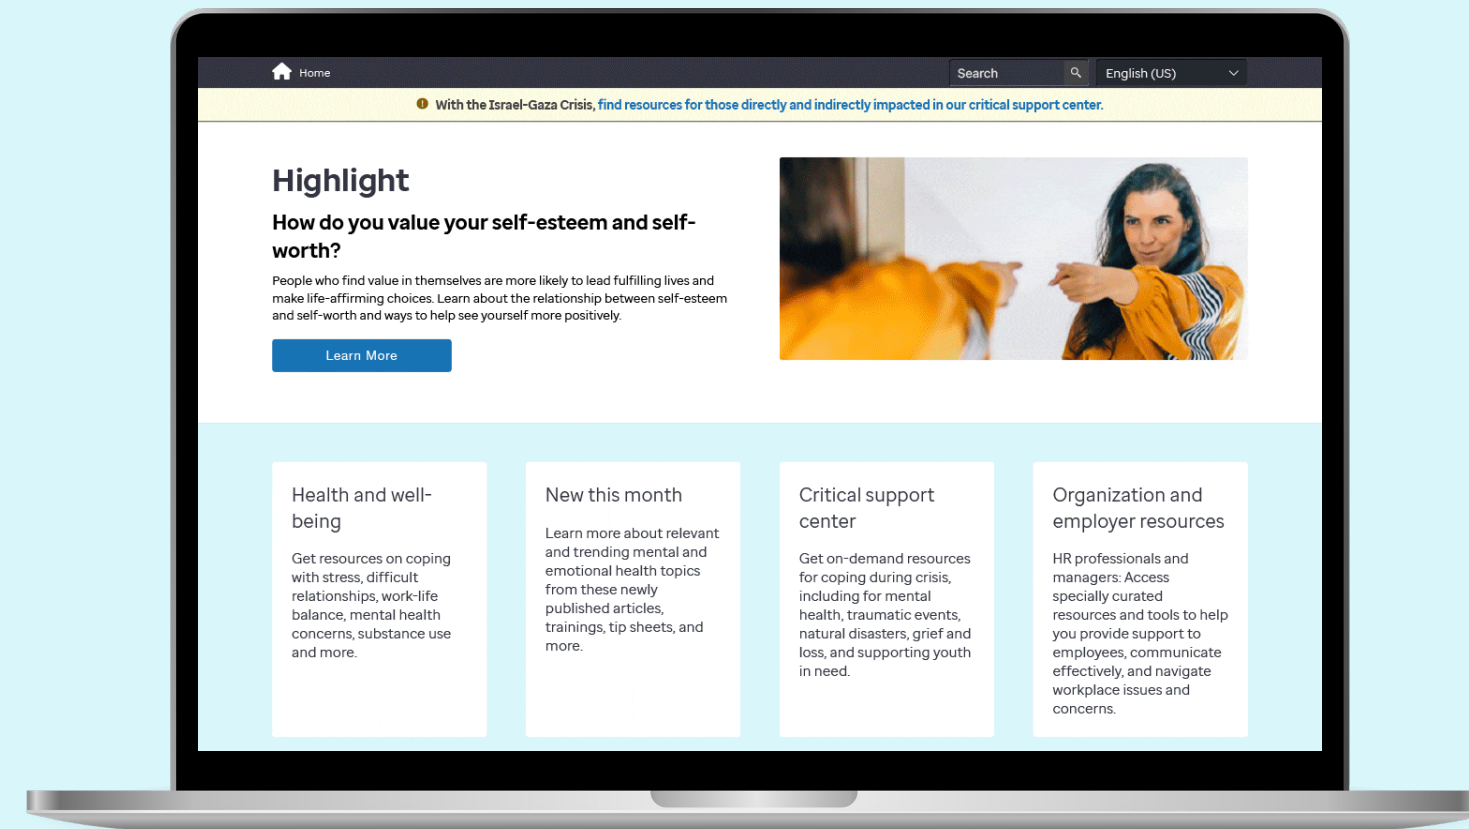 Home
Search
English (US)
With the Israel-Gaza Crisis, find resources for those directly and indirectly impacted in our critical support center.
Highlight
How do you value your self-esteem and self-
worth?
People who find value in themselves are more likely to lead fulfilling lives and
make life-affirming choices. Learn about the relationship between self-esteem
and self-worth and ways to help see yourself more positively.
Learn More
Health and well-
being
Get resources on coping
with stress, difficult
relationships, work-life
balance, mental health
concerns, substance use
and more.
New this month
Learn more about relevant
and trending mental and
emotional health topics
from these newly
published articles,
trainings, tip sheets, and
more.
Critical support
center
Get on-demand resources
for coping during crisis,
including for mental
health, traumatic events,
natural disasters, grief and
loss, and supporting youth
in need.
Organization and
employer resources
HR professionals and
managers: Access
specially curated
resources and tools to help
you provide support to
employees, communicate
effectively, and navigate
workplace issues and
concerns.